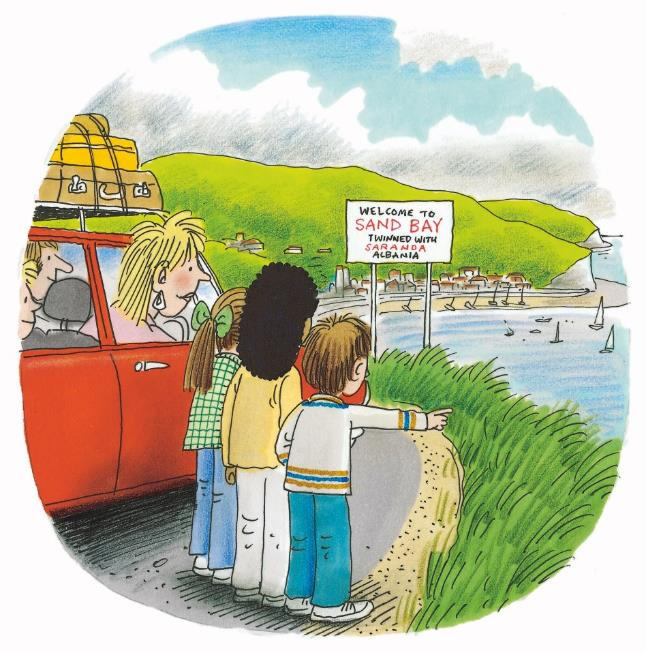 WELCOME TO
SAND BAY
TWINNED WITH
SARANDA
ALBANIA